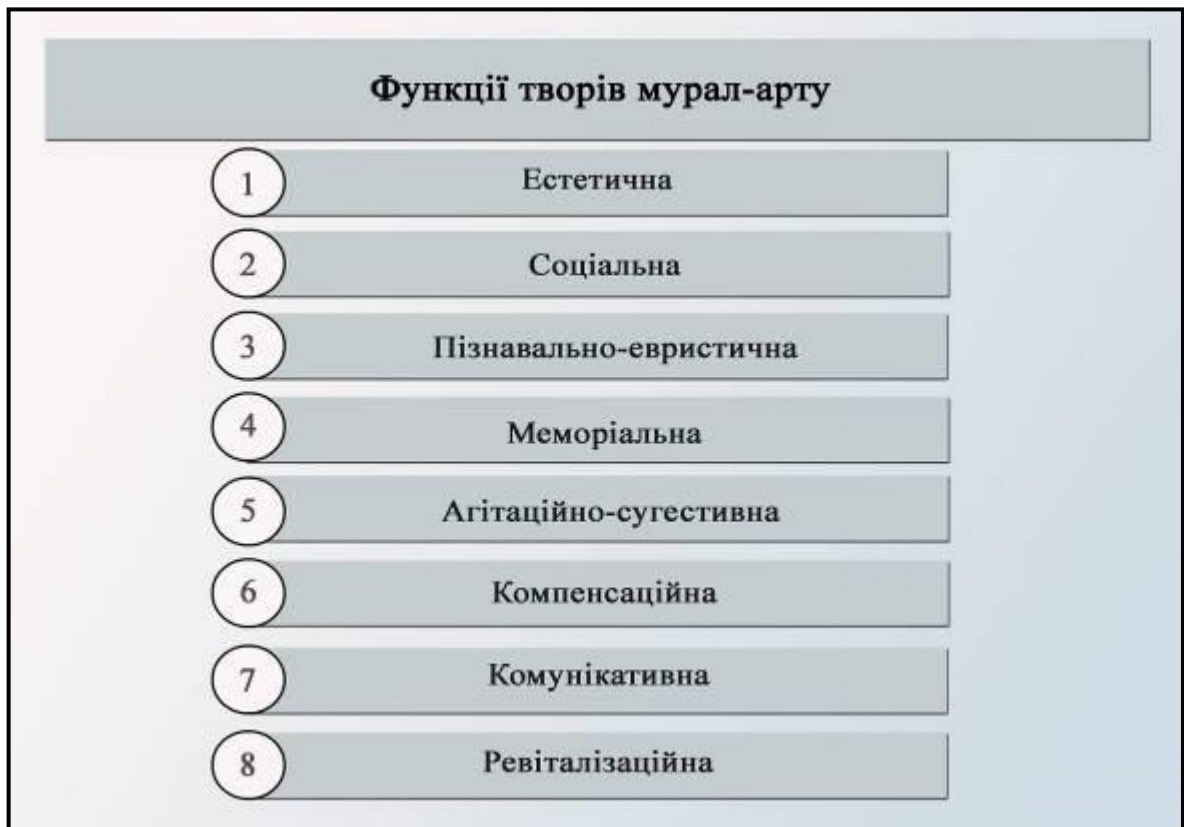 Функції творів мурал-арту
1 Естетична
2 Соціальна
3 Пізнавально-евристична
4 Меморіальна
5 Агітаційно-сугестивна
6 Компенсаційна
7 Комунікативна
8 Ревіталізаційна